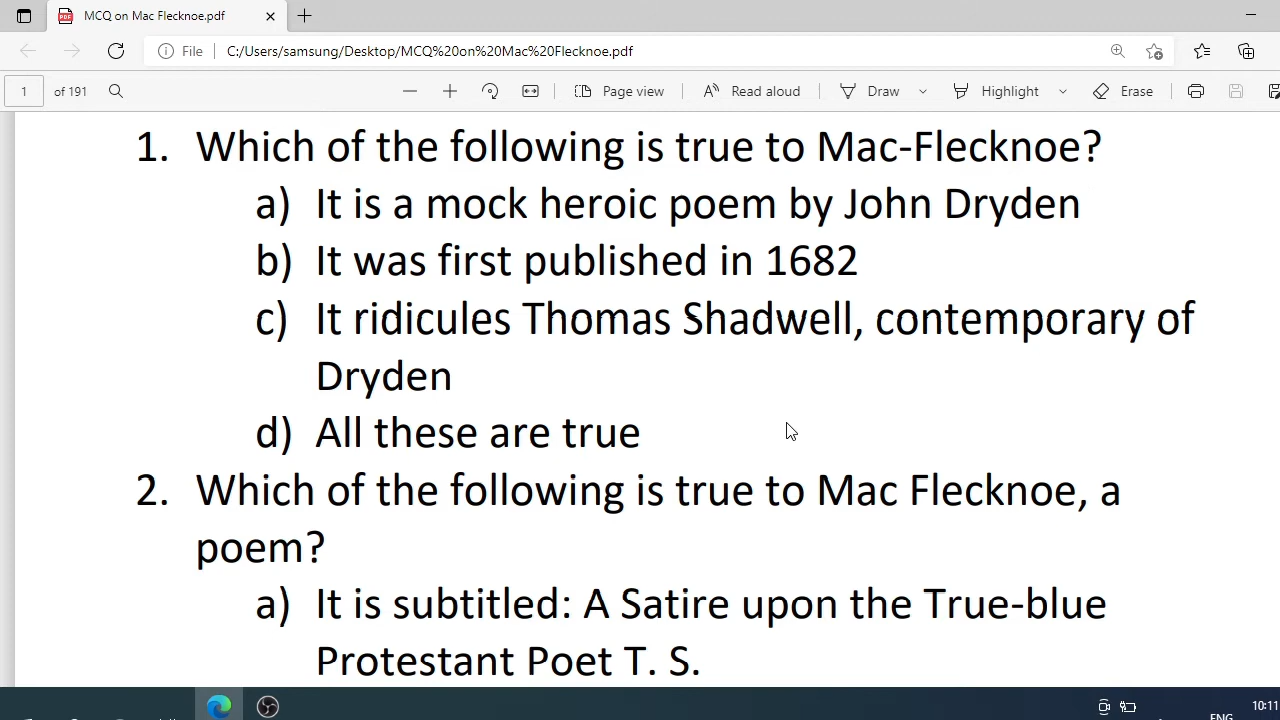 MCQ on Mac Flecknoe.pdf
File C:/Users/samsung/Desktop/MCQ%20on%20Mac%20Flecknoe.pdf
1 of 191 Page view Read aloud Draw Highlight Erase
1. Which of the following is true to Mac-Flecknoe?
a) It is a mock heroic poem by John Dryden
b) It was first published in 1682
c) It ridicules Thomas Shadwell, contemporary of
Dryden
d) All these are true
2. Which of the following is true to Mac Flecknoe, a
poem?
a) It is subtitled: A Satire upon the True-blue
Protestant Poet T. S.
10:11
ENG